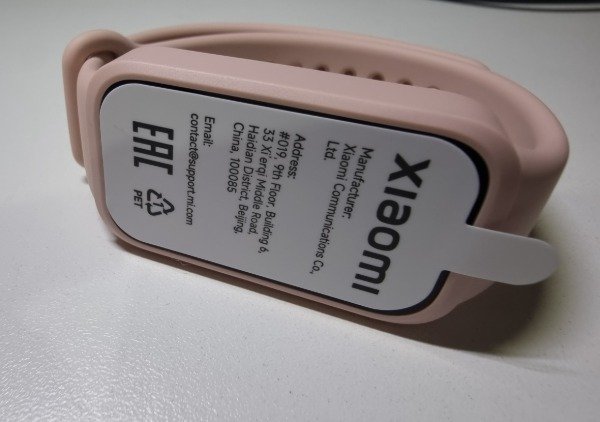 xiaomi
Manufacturer:
Xiaomi Communications Co.,
Ltd.
Address:
#019, 9th Floor, Building 6,
33 Xi'erqi Middle Road,
Haidian District, Beijing,
China, 100085
Email:
contact@support.mi.com
EAC
PET